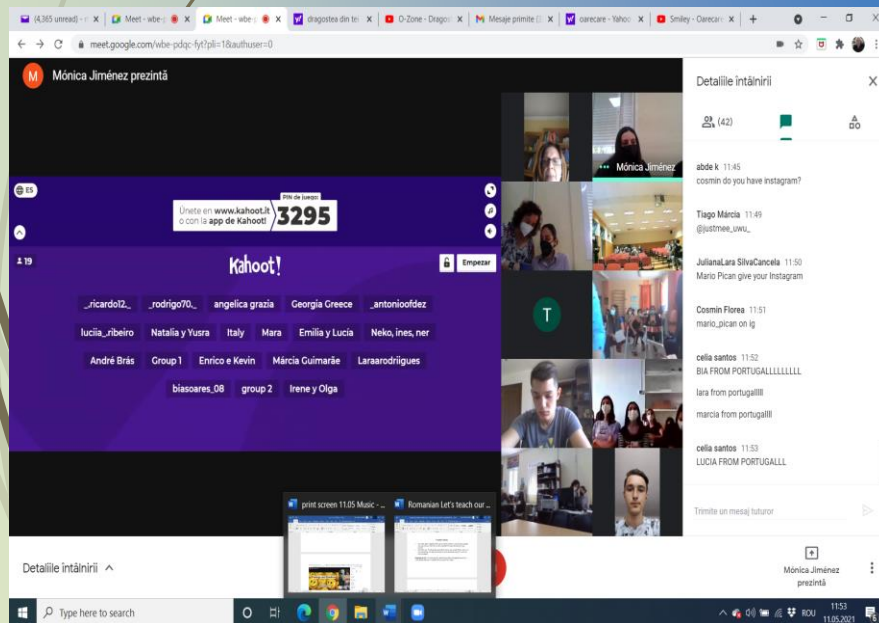 (4,365 unread) - r
Meet - wbe-p
Meet - wbe-p
dragostea din tei
O-Zone - Dragos
Mesaje primite (
oarecare - Yahoo
Smiley - Oarecare
meet.google.com/wbe-pdqc-fyt?pli=1&authuser=0
M Mónica Jiménez prezintă
ES
Únete en www.kahoot.it
o con la app de Kahoot!
PIN de juego:
3295
19
Kahoot!
Empezar
_.ricardo12._ _rodrigo70._ angelica grazia Georgia Greece _antonioofdez
luciia_.ribeiro Natalia y Yusra Italy Mara Emilia y Lucía Neko, ines, ner
André Brás Group 1 Enrico e Kevin Márcia Guimarãe Laraarodriigues
biasoares_08 group 2 Irene y Olga
Mónica Jiménez
T
Detaliile întâlnirii
(42)
abde k 11:45
cosmin do you have instagram?
Tiago Márcia 11:49
@justmee_uwu_
JulianaLara SilvaCancela 11:50
Mario Pican give your Instagram
Cosmin Florea 11:51
mario_pican on ig
celia santos 11:52
BIA FROM PORTUGALLLLLLLLL
lara from portugallll
marcia from portugallll
celia santos 11:53
LUCIA FROM PORTUGALLL
Trimite un mesaj tuturor
print screen 11.05 Music - ...
Romanian Let's teach our ...
Detaliile întâlnirii
Mónica Jiménez
prezintă
Type here to search
ROU
11:53
11.05.2021
6